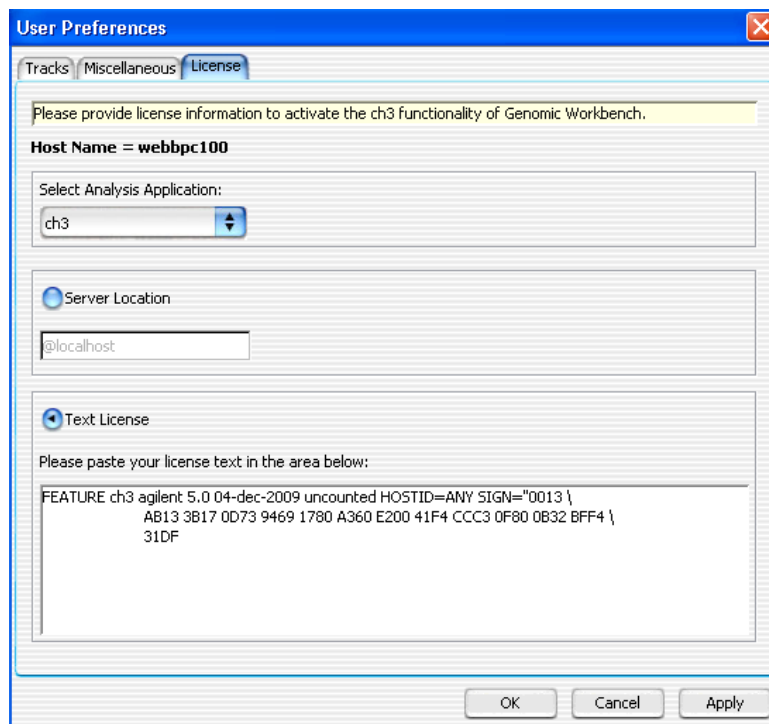 User Preferences
Tracks Miscellaneous License
Please provide license information to activate the ch3 functionality of Genomic Workbench.
Host Name = webbpc100
Select Analysis Application:
ch3
Server Location
@localhost
Text License
Please paste your license text in the area below:
FEATURE ch3 agilent 5.0 04-dec-2009 uncounted HOSTID=ANY SIGN="0013 \
AB13 3B17 0D73 9469 1780 A360 E200 41F4 CCC3 0F80 0B32 BFF4 \
31DF
OK Cancel Apply